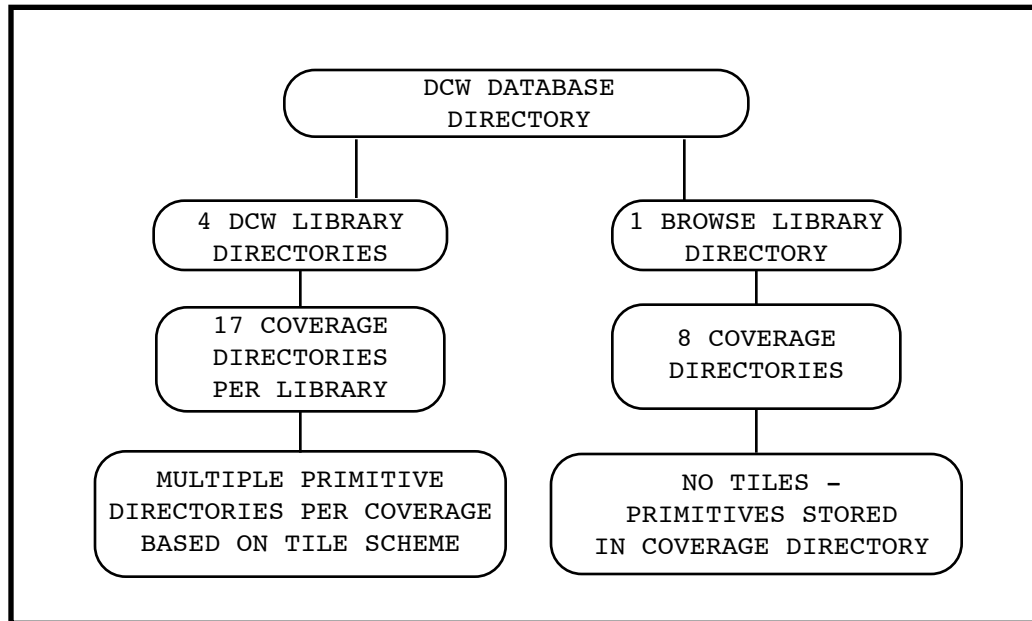 DCW DATABASE
DIRECTORY
4 DCW LIBRARY
DIRECTORIES
1 BROWSE LIBRARY
DIRECTORY
17 COVERAGE
DIRECTORIES
PER LIBRARY
8 COVERAGE
DIRECTORIES
MULTIPLE PRIMITIVE
DIRECTORIES PER COVERAGE
BASED ON TILE SCHEME
NO TILES –
PRIMITIVES STORED
IN COVERAGE DIRECTORY